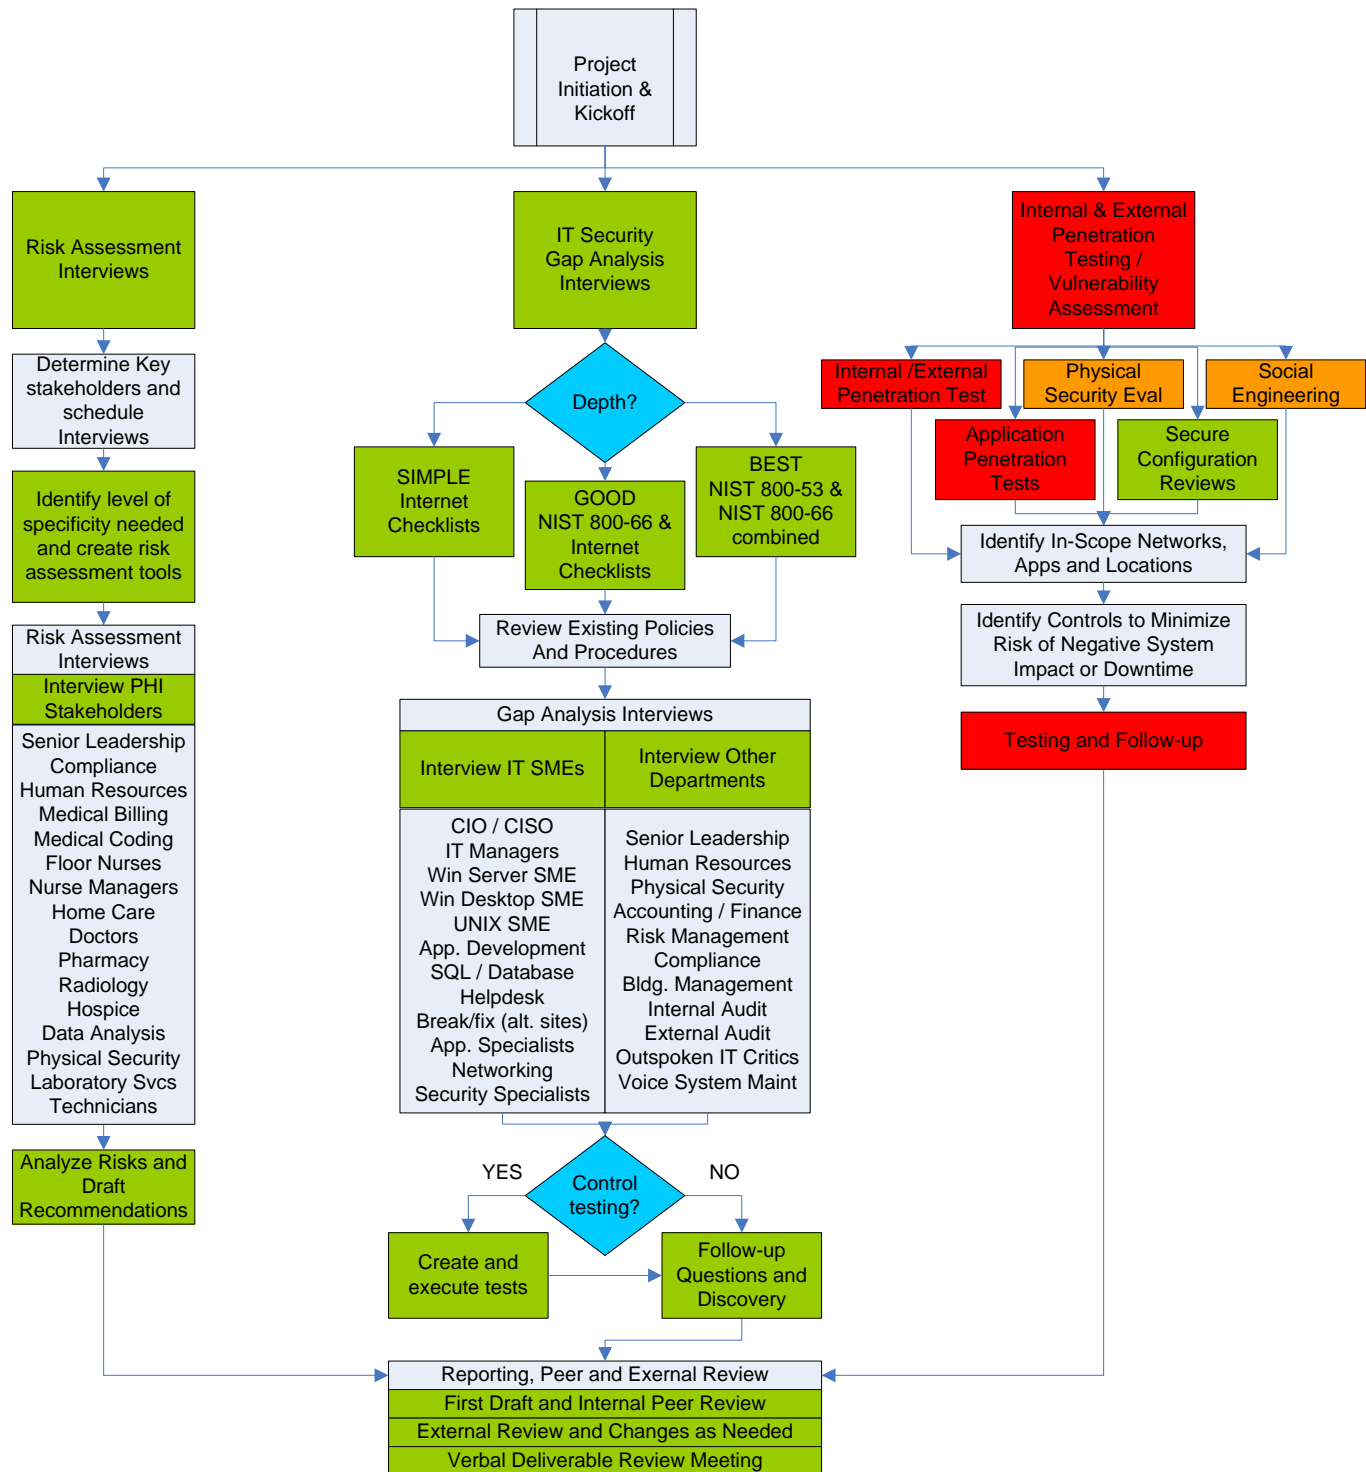 Project
Initiation &
Kickoff
Risk Assessment
Interviews
IT Security
Gap Analysis
Interviews
Internal & External
Penetration
Testing /
Vulnerability
Assessment
Determine Key
stakeholders and
schedule
Interviews
Identify level of
specificity needed
and create risk
assessment tools
Risk Assessment
Interviews
Interview PHI
Stakeholders
Senior Leadership
Compliance
Human Resources
Medical Billing
Medical Coding
Floor Nurses
Nurse Managers
Home Care
Doctors
Pharmacy
Radiology
Hospice
Data Analysis
Physical Security
Laboratory Svcs
Technicians
Analyze Risks and
Draft
Recommendations
Depth?
SIMPLE
Internet
Checklists
GOOD
NIST 800-66 &
Internet
Checklists
BEST
NIST 800-53 &
NIST 800-66
combined
Review Existing Policies
And Procedures
Gap Analysis Interviews
Interview IT SMEs
Interview Other
Departments
CIO / CISO
IT Managers
Win Server SME
Win Desktop SME
UNIX SME
App. Development
SQL / Database
Helpdesk
Break/fix (alt. sites)
App. Specialists
Networking
Security Specialists
Senior Leadership
Human Resources
Physical Security
Accounting / Finance
Risk Management
Compliance
Bldg. Management
Internal Audit
External Audit
Outspoken IT Critics
Voice System Maint
YES
Control
testing?
NO
Create and
execute tests
Follow-up
Questions and
Discovery
Internal /External
Penetration Test
Physical
Security Eval
Social
Engineering
Application
Penetration
Tests
Secure
Configuration
Reviews
Identify In-Scope Networks,
Apps and Locations
Identify Controls to Minimize
Risk of Negative System
Impact or Downtime
Testing and Follow-up
Reporting, Peer and Exernal Review
First Draft and Internal Peer Review
External Review and Changes as Needed
Verbal Deliverable Review Meeting